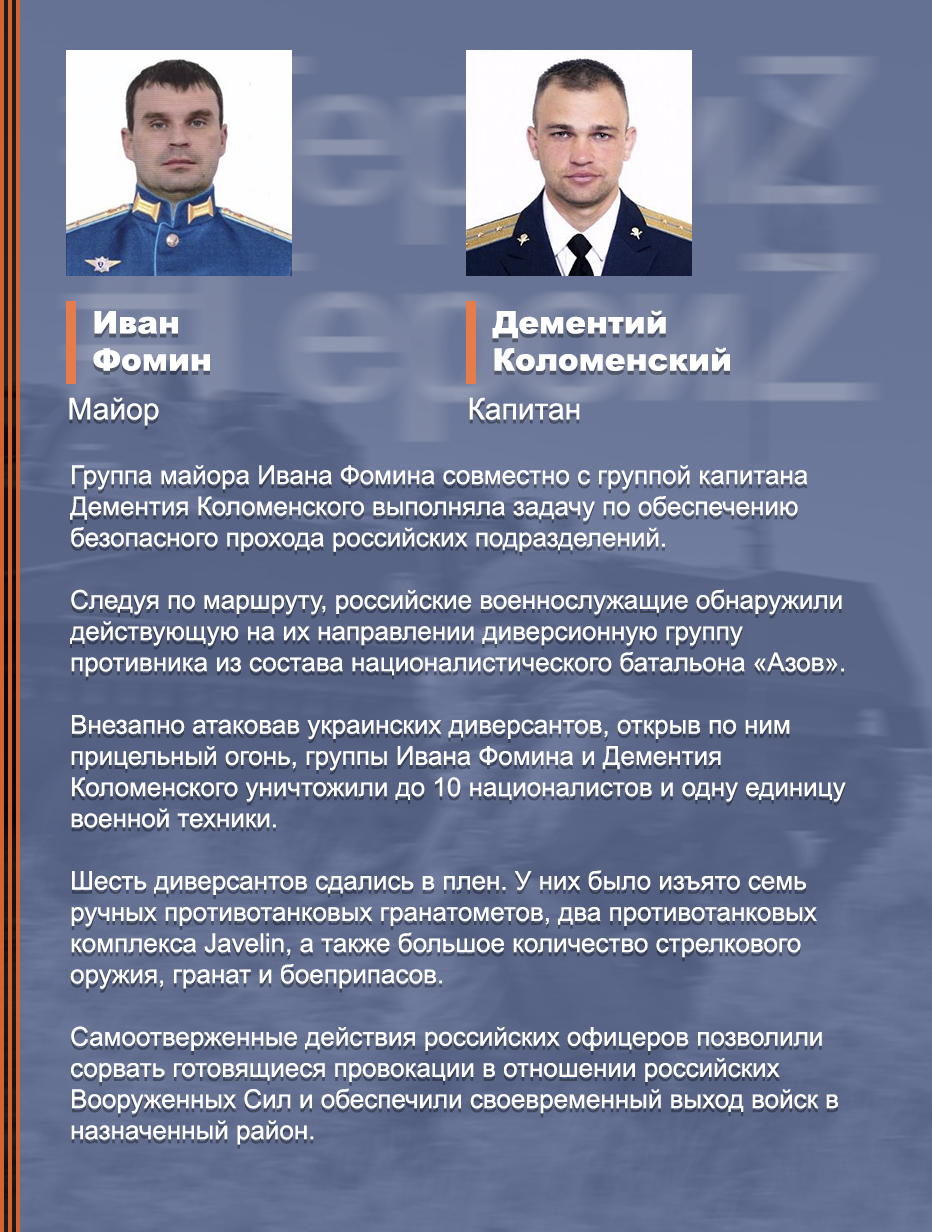 Иван
Фомин
Майор
Дементий
Коломенский
Капитан
Группа майора Ивана Фомина совместно с группой капитана
Дементия Коломенского выполняла задачу по обеспечению
безопасного прохода российских подразделений.
Следуя по маршруту, российские военнослужащие обнаружили
действующую на их направлении диверсионную группу
противника из состава националистического батальона «Азов».
Внезапно атаковав украинских диверсантов, открыв по ним
прицельный огонь, группы Ивана Фомина и Дементия
Коломенского уничтожили до 10 националистов и одну единицу
военной техники.
Шесть диверсантов сдались в плен. У них было изъято семь
ручных противотанковых гранатометов, два противотанковых
комплекса Javelin, а также большое количество стрелкового
оружия, гранат и боеприпасов.
Самоотверженные действия российских офицеров позволили
сорвать готовящиеся провокации в отношении российских
Вооруженных Сил и обеспечили своевременный выход войск в
назначенный район.